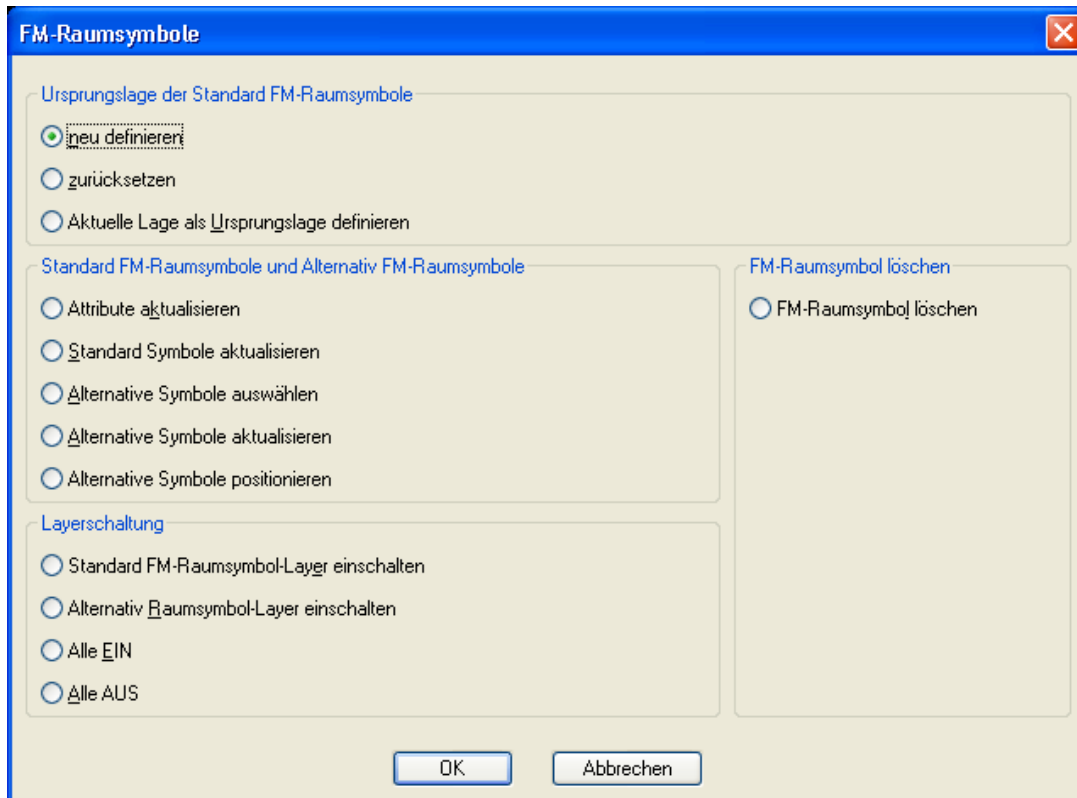 FM-Raumsymbole
Ursprungslage der Standard FM-Raumsymbole
neu definieren
zurücksetzen
Aktuelle Lage als Ursprungslage definieren
Standard FM-Raumsymbole und Alternativ FM-Raumsymbole
Attribute aktualisieren
Standard Symbole aktualisieren
Alternative Symbole auswählen
Alternative Symbole aktualisieren
Alternative Symbole positionieren
FM-Raumsymbol löschen
FM-Raumsymbol löschen
Layerschaltung
Standard FM-Raumsymbol-Layer einschalten
Alternativ Raumsymbol-Layer einschalten
Alle EIN
Alle AUS
OK
Abbrechen